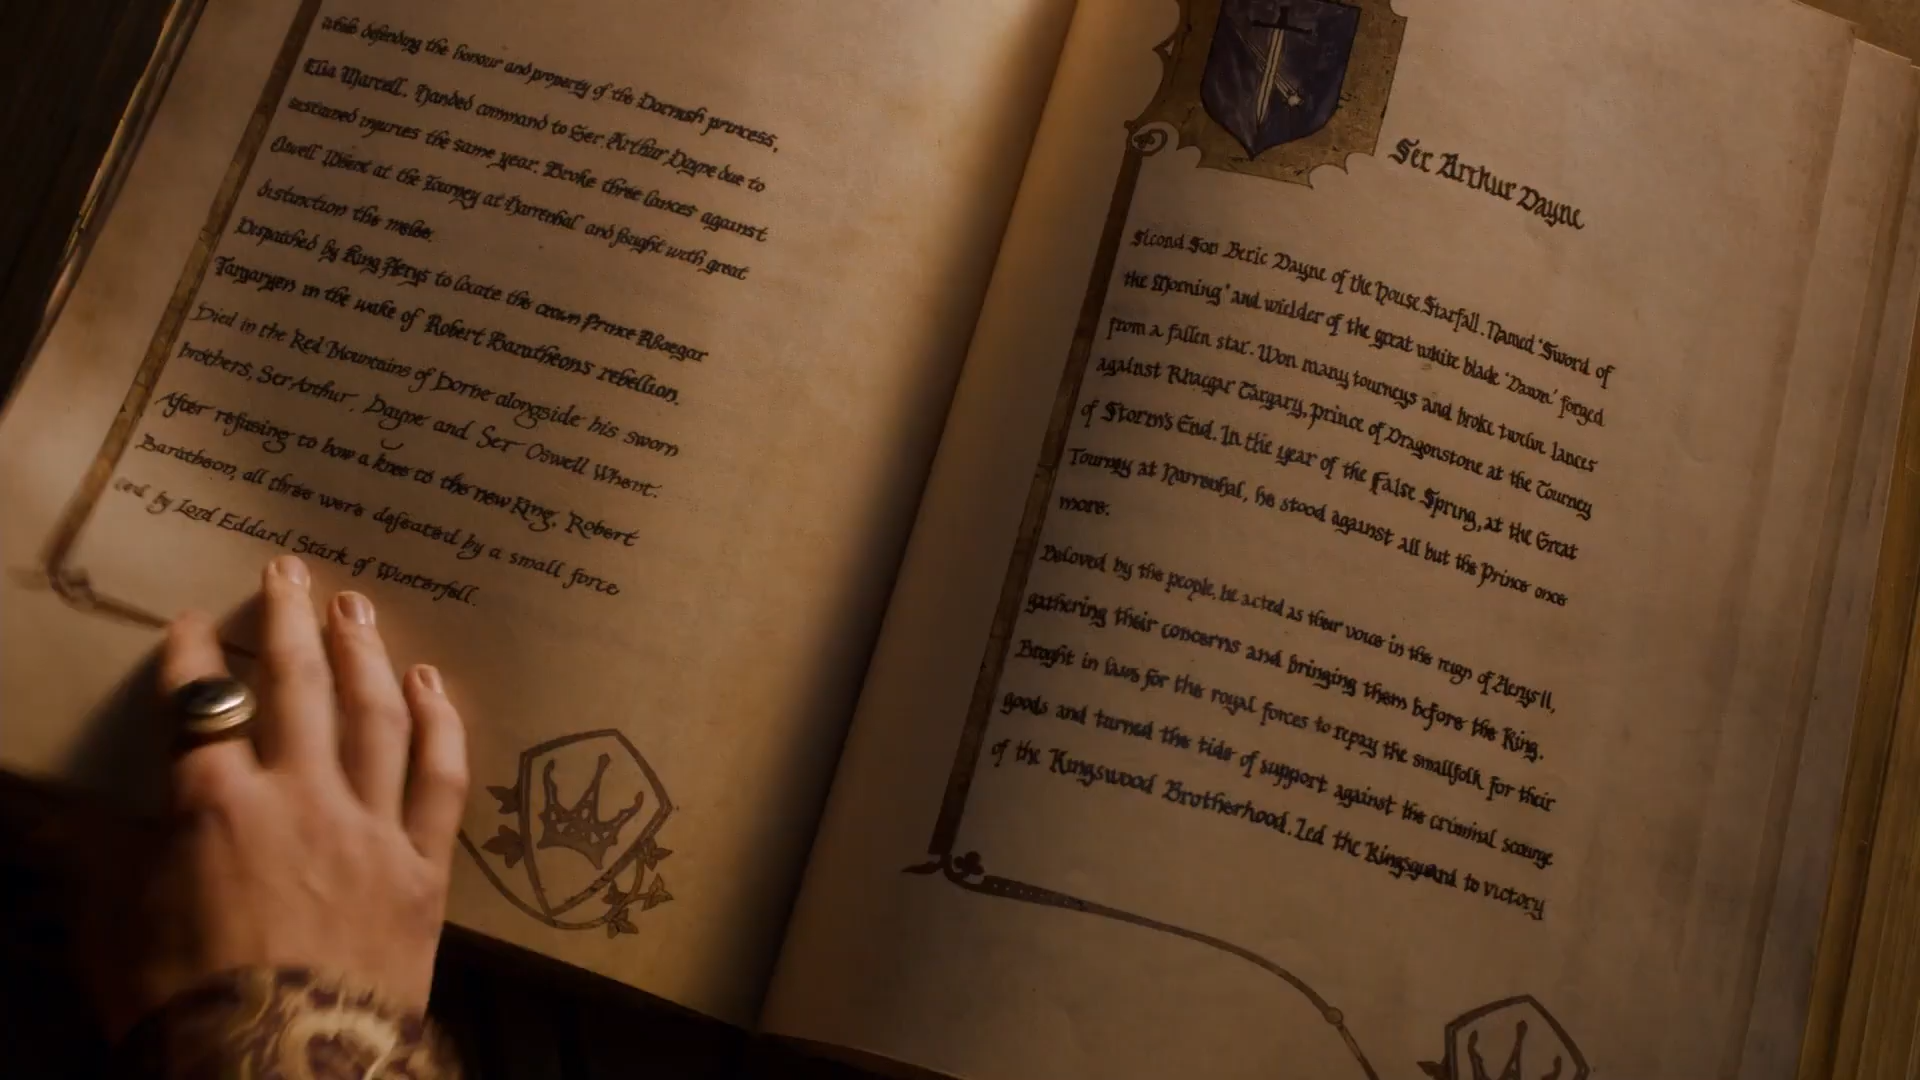 while defending the honour and property of the Dornish princess,
Elia Martell. Handed command to Ser Arthur Dayne due to
sustained injuries the same year. Broke three lances against
Oswell Whent at the Tourney at Harrenhal and fought with great
distinction the melee.
Dispatched by King Aerys to locate the crown Prince Rhaegar
Targaryen in the wake of Robert Baratheons rebellion.
Died in the Red Mountains of Dorne alongside his sworn
brothers, Ser Arthur Dayne and Ser Oswell Whent.
After refusing to bow a knee to the new King, Robert
Baratheon, all three were defeated by a small force
led by Lord Eddard Stark of Winterfell.
Ser Arthur Dayne
Second Son Beric Dayne of the House Starfall. Named 'Sword of
the Morning' and wielder of the great white blade 'Dawn' forged
from a fallen star. Won many tourneys and broke twelve lances
against Rhaegar Targary, prince of Dragonstone at the Tourney
of Storm's End. In the year of the False Spring, at the Great
Tourney at Harrenhal, he stood against all but the Prince once
more.
Beloved by the people, he acted as their voice in the reign of Aerys II,
gathering their concerns and bringing them before the King.
Broght in laws for the royal forces to repay the smallfolk for their
goods and turned the tide of support against the criminal scourge
of the Kingswood Brotherhood. Led the Kingsguard to victory